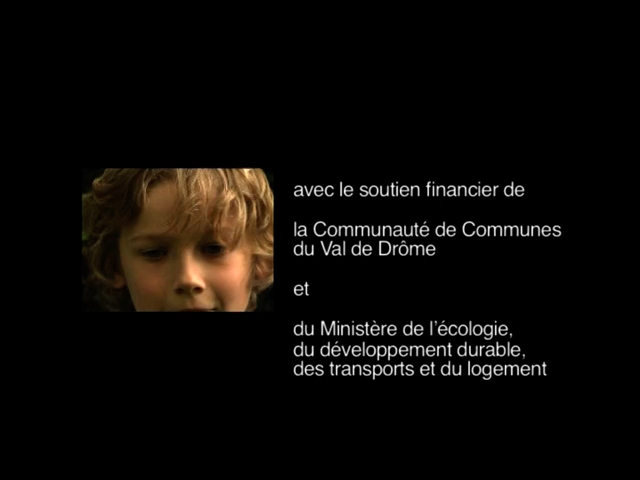 avec le soutien financier de
la Communauté de Communes
du Val de Drôme
et
du Ministère de l'écologie,
du développement durable,
des transports et du logement